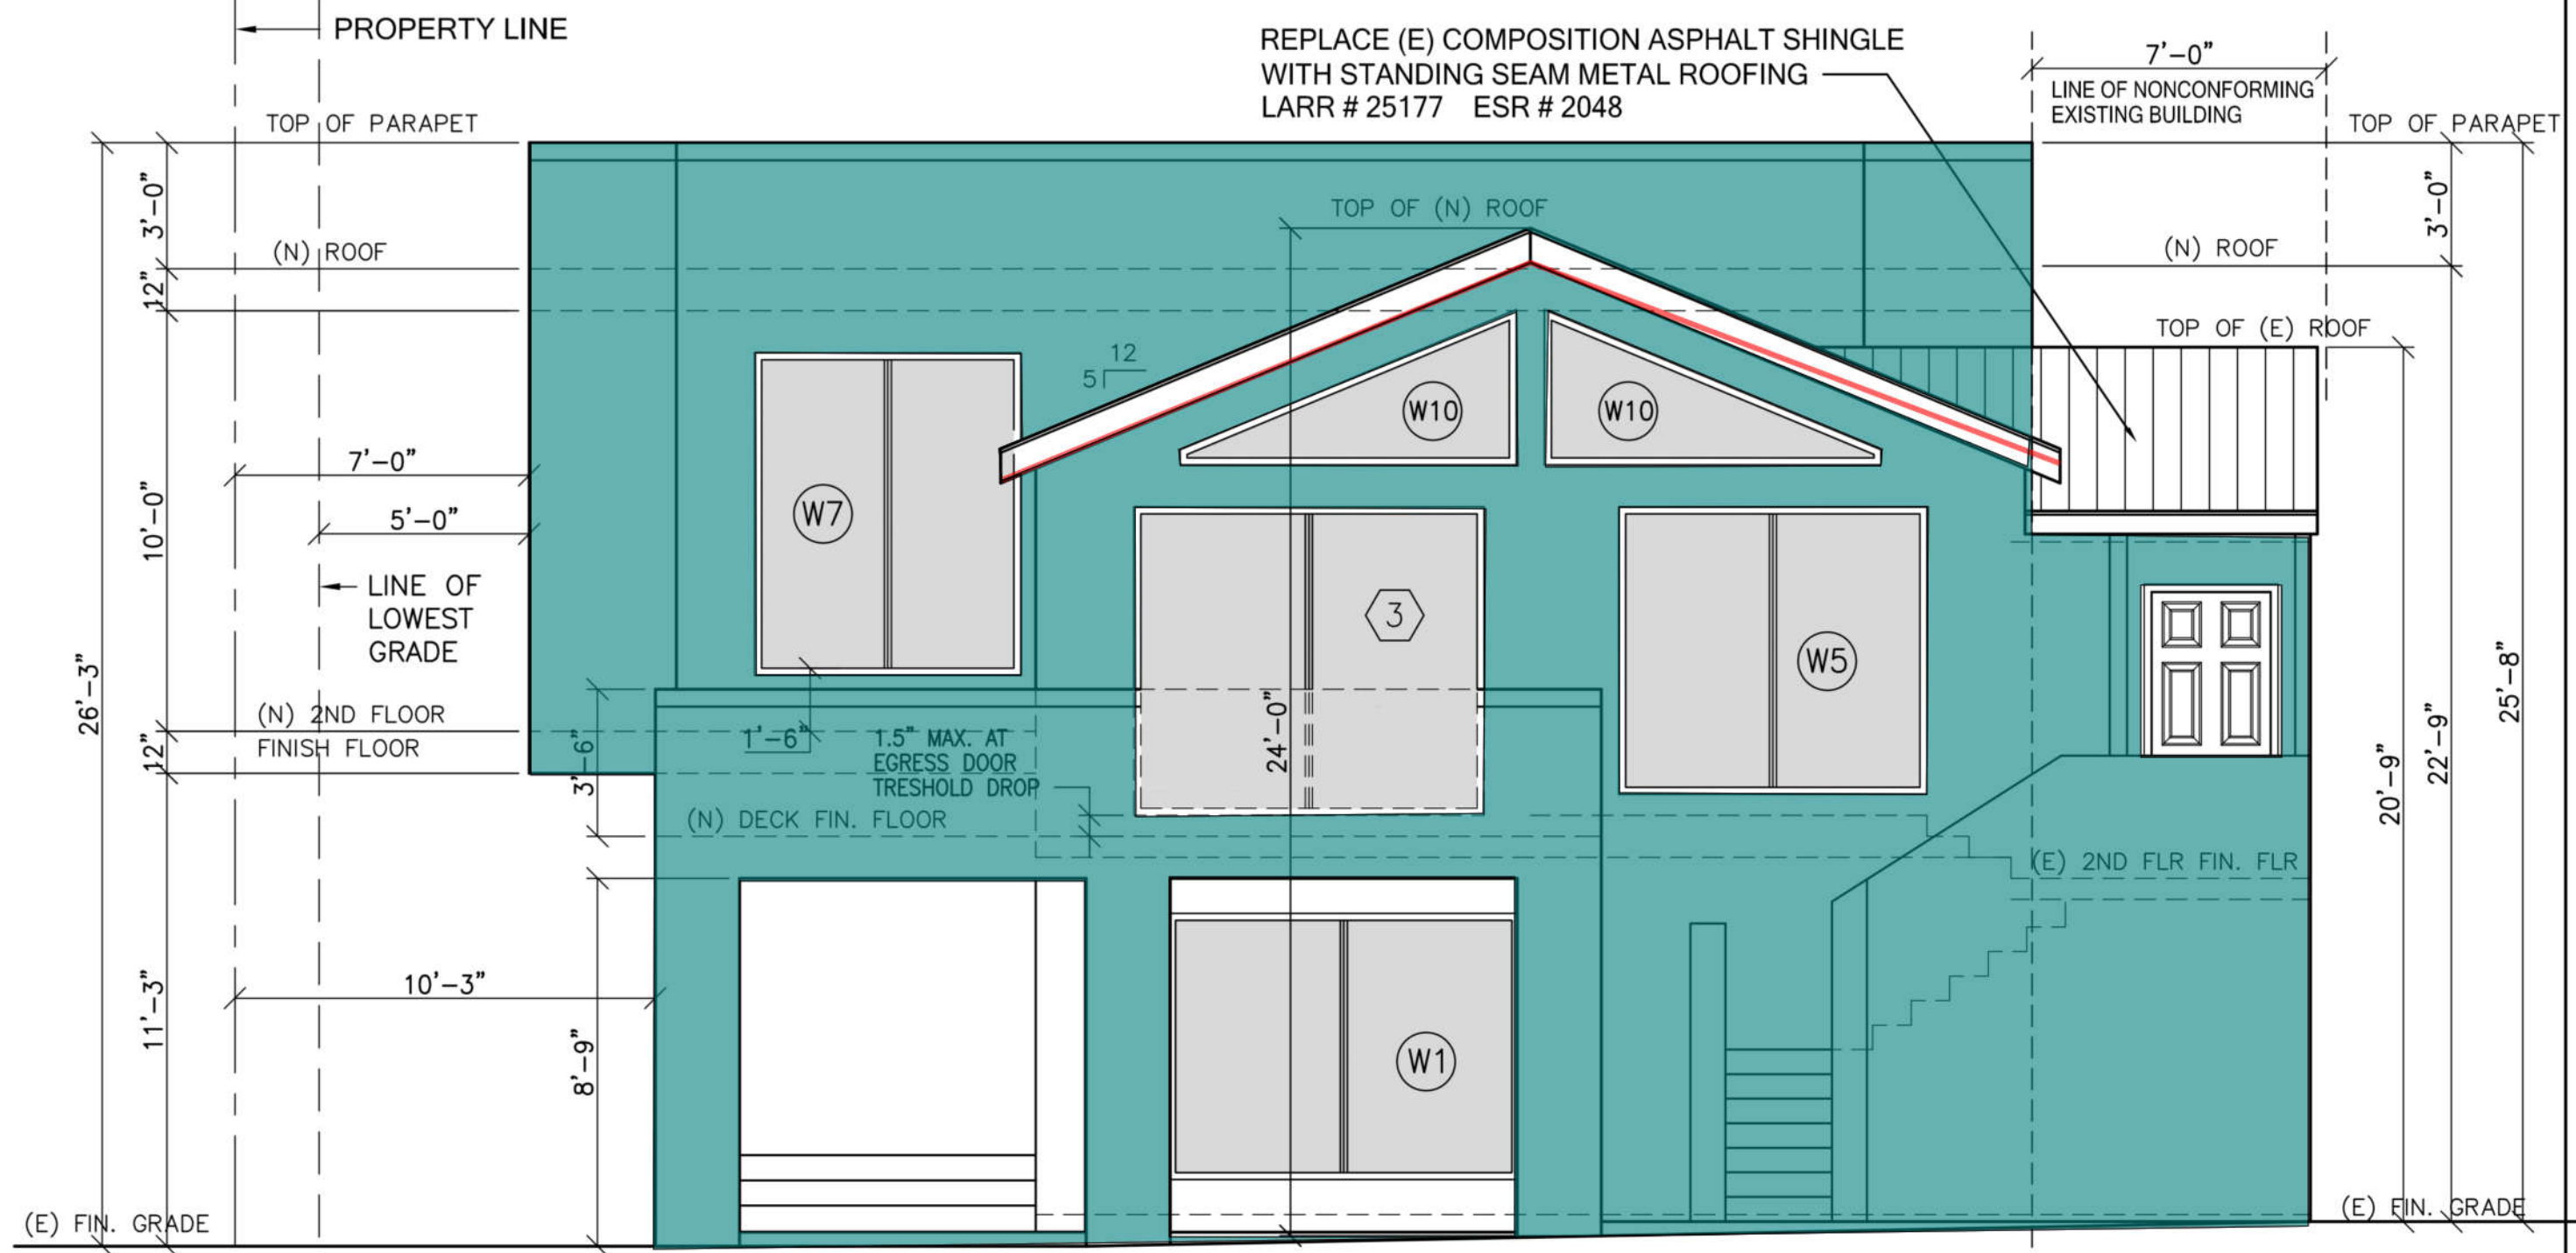 PROPERTY LINE
REPLACE (E) COMPOSITION ASPHALT SHINGLE
WITH STANDING SEAM METAL ROOFING
LARR # 25177 ESR # 2048
7'-0"
LINE OF NONCONFORMING
EXISTING BUILDING
TOP OF PARAPET
TOP OF PARAPET
3'-0"
3'-0"
TOP OF (N) ROOF
(N) ROOF
(N) ROOF
12"
TOP OF (E) ROOF
12
5
W10
W10
7'-0"
5'-0"
10'-0"
W7
LINE OF
LOWEST
GRADE
3
W5
26'-3"
25'-8"
(N) 2ND FLOOR
FINISH FLOOR
12"
3'-6"
1'-6"
1.5" MAX. AT
EGRESS DOOR
TRESHOLD DROP
24'-0"
22'-9"
20'-9"
(N) DECK FIN. FLOOR
(E) 2ND FLR FIN. FLR
10'-3"
11'-3"
8'-9"
W1
(E) FIN. GRADE
(E) FIN. GRADE